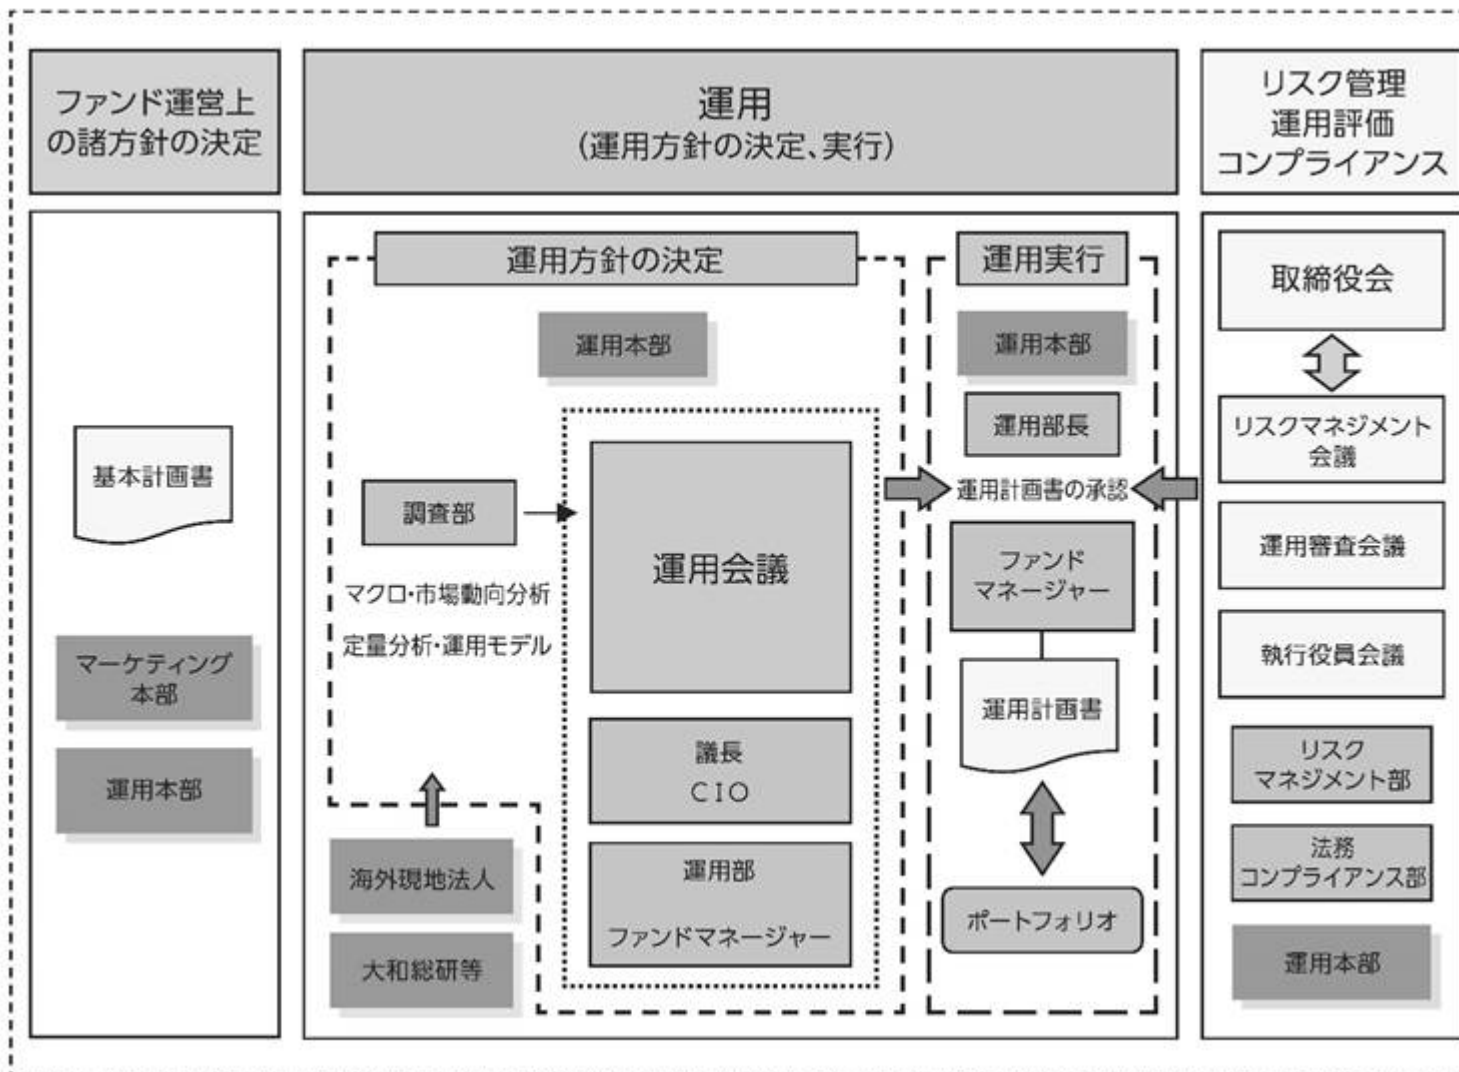 ファンド運営上
の諸方針の決定
基本計画書
マーケティング
本部
運用本部
運用
(運用方針の決定、実行)
運用方針の決定
運用本部
調査部
マクロ・市場動向分析
定量分析・運用モデル
海外現地法人
大和総研等
運用会議
議長
CIO
運用部
ファンドマネージャー
運用実行
運用本部
運用部長
運用計画書の承認
ファンド
マネージャー
運用計画書
ポートフォリオ
リスク管理
運用評価
コンプライアンス
取締役会
リスクマネジメント
会議
運用審査会議
執行役員会議
リスク
マネジメント部
法務
コンプライアンス部
運用本部